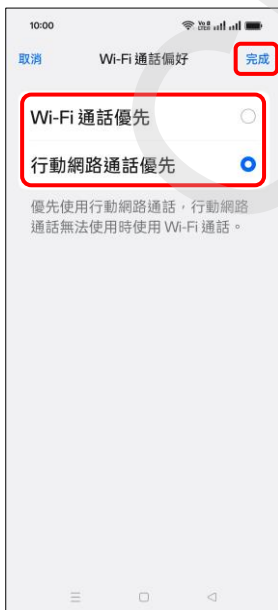 10:00
取消 Wi-Fi 通話偏好 完成
Wi-Fi 通話優先
行動網路通話優先
優先使用行動網路通話，行動網路
通話無法使用時使用 Wi-Fi 通話。